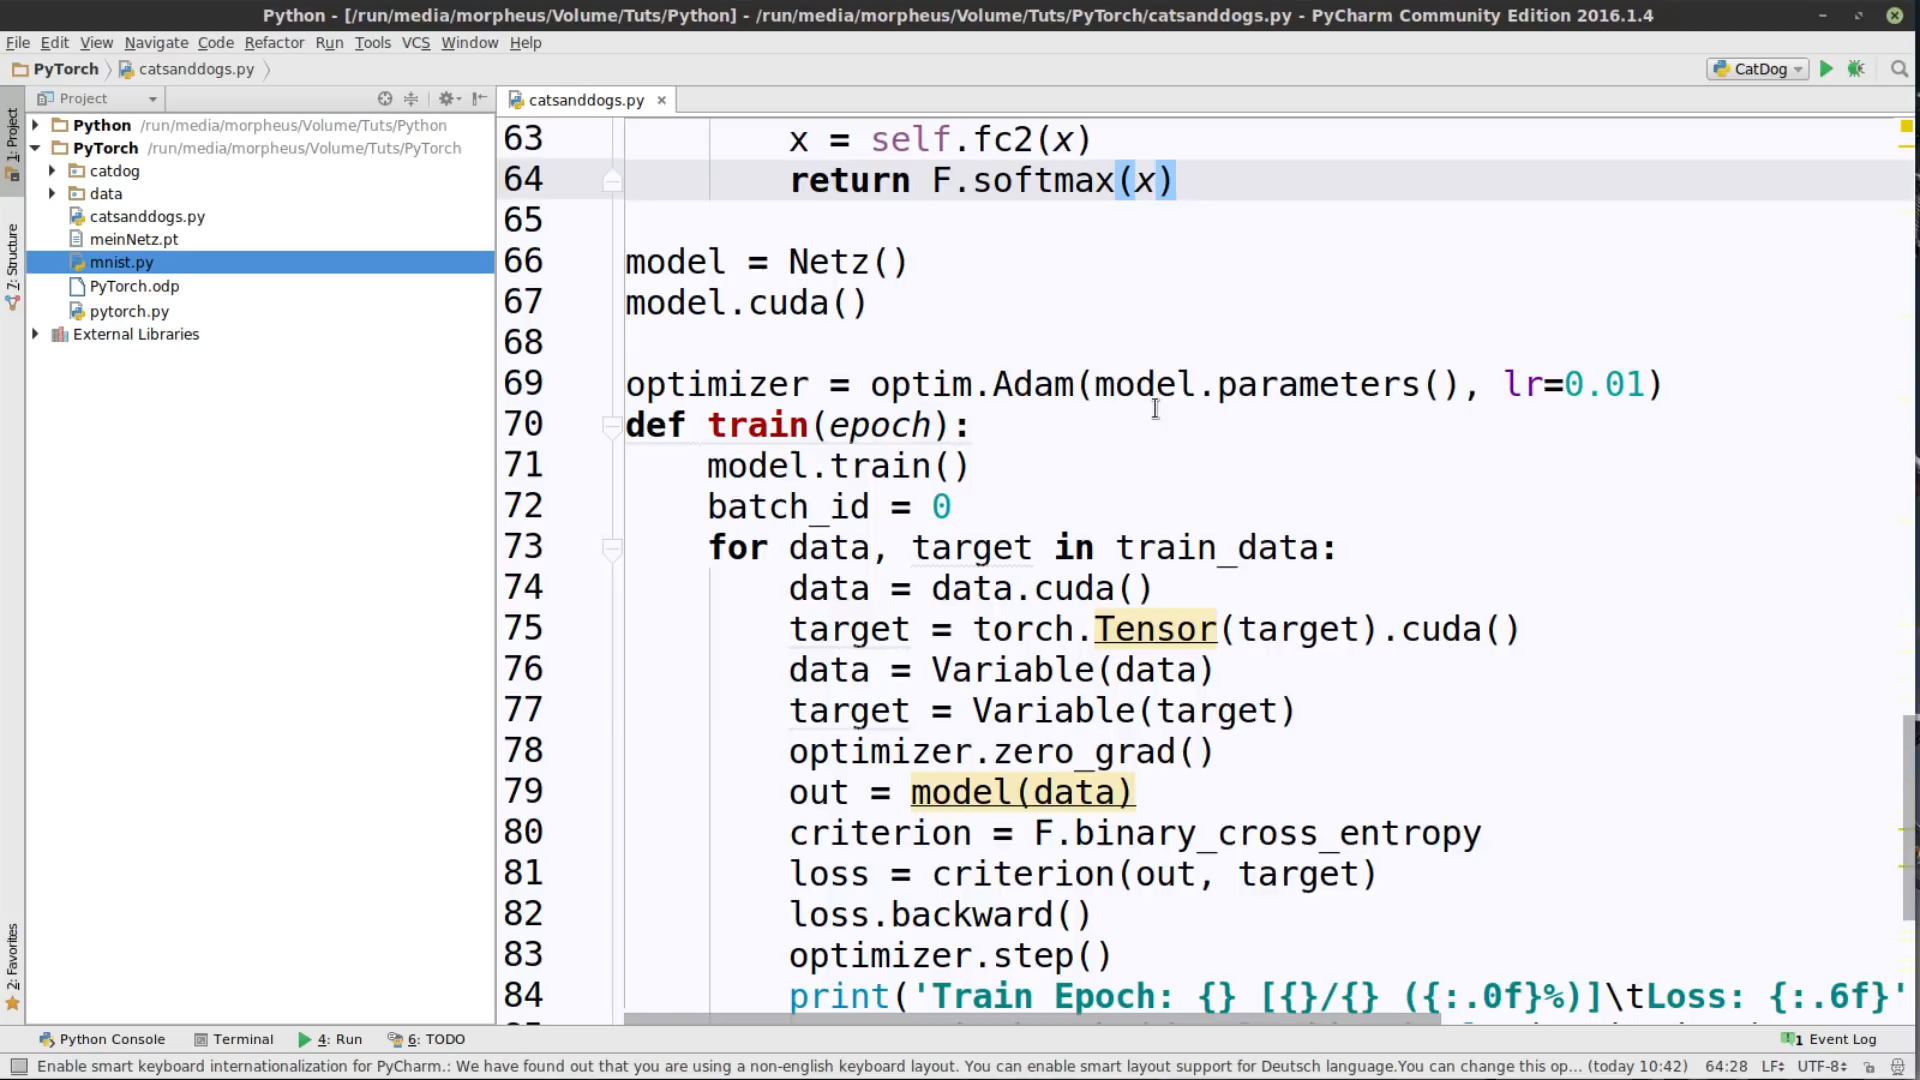 Python - [/run/media/morpheus/Volume/Tuts/Python] - /run/media/morpheus/Volume/Tuts/PyTorch/catsanddogs.py - PyCharm Community Edition 2016.1.4
File Edit View Navigate Code Refactor Run Tools VCS Window Help
PyTorch catsanddogs.py CatDog
Project
catsanddogs.py
1: Project
7: Structure
2: Favorites
Python /run/media/morpheus/Volume/Tuts/Python
PyTorch /run/media/morpheus/Volume/Tuts/PyTorch
catdog
data
catsanddogs.py
meinNetz.pt
mnist.py
PyTorch.odp
pytorch.py
External Libraries
63 x = self.fc2(x)
64 return F.softmax(x)
65
66 model = Netz()
67 model.cuda()
68
69 optimizer = optim.Adam(model.parameters(), lr=0.01)
70 def train(epoch):
71 model.train()
72 batch_id = 0
73 for data, target in train_data:
74 data = data.cuda()
75 target = torch.Tensor(target).cuda()
76 data = Variable(data)
77 target = Variable(target)
78 optimizer.zero_grad()
79 out = model(data)
80 criterion = F.binary_cross_entropy
81 loss = criterion(out, target)
82 loss.backward()
83 optimizer.step()
84 print('Train Epoch: {} [{}/{} ({:.0f}%)]\tLoss: {:.6f}'
Python Console Terminal 4: Run 6: TODO 1 Event Log
Enable smart keyboard internationalization for PyCharm.: We have found out that you are using a non-english keyboard layout. You can enable smart layout support for Deutsch language.You can change this op... (today 10:42) 64:28 LF÷ UTF-8÷